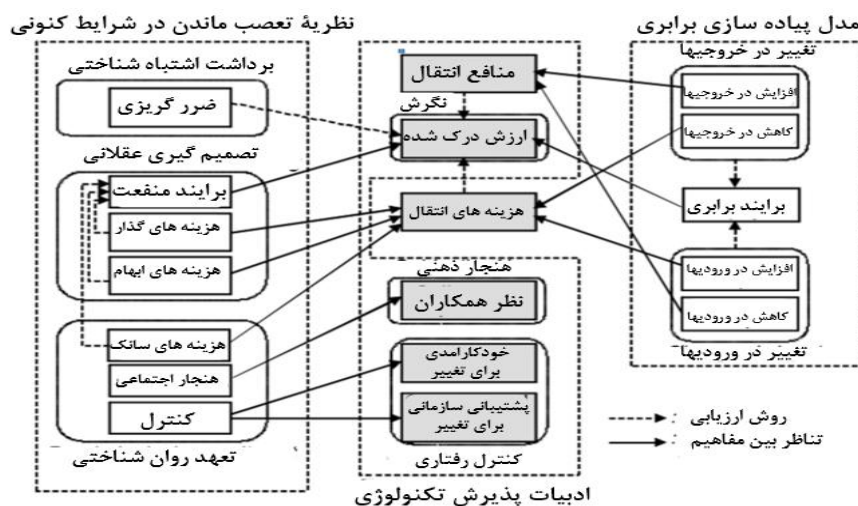 مدل پیاده سازی برابری
نظریهٔ تعصب ماندن در شرایط کنونی
تغییر در خروجیها
افزایش در خروجیها
کاهش در خروجیها
برایند برابری
افزایش در ورودیها
کاهش در ورودیها
تغییر در ورودیها
منافع انتقال
نگرش
ارزش درک شده
هزینه های انتقال
هنجار ذهنی
نظر همکاران
خودکارامدی
برای تغییر
پشتیبانی سازمانی
برای تغییر
کنترل رفتاری
ادبیات پذیرش تکنولوژی
برداشت اشتباه شناختی
ضرر گریزی
تصمیم گیری عقلانی
برایند منفعت
هزینه های گذار
هزینه های ابهام
هزینه های سانک
هنجار اجتماعی
کنترل
تعهد روان شناختی
روش ارزیابی :
تناظر بین مفاهیم :